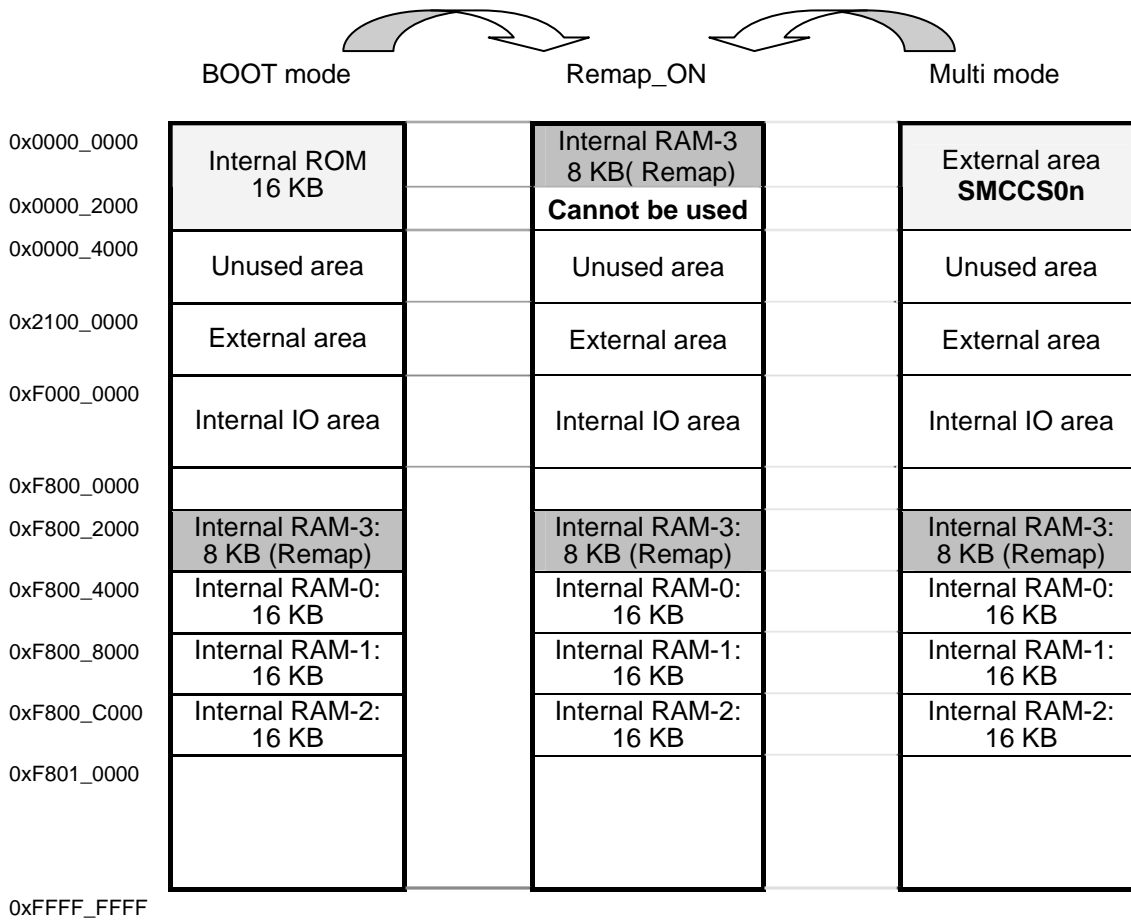 BOOT mode Remap_ON Multi mode
0x0000_0000
Internal ROM
16 KB
Internal RAM-3
8 KB( Remap)
External area
SMCCS0n
0x0000_2000
Cannot be used
0x0000_4000
Unused area Unused area Unused area
0x2100_0000
External area External area External area
0xF000_0000
Internal IO area Internal IO area Internal IO area
0xF800_0000
0xF800_2000
Internal RAM-3:
8 KB (Remap)
Internal RAM-3:
8 KB (Remap)
Internal RAM-3:
8 KB (Remap)
0xF800_4000
Internal RAM-0:
16 KB
Internal RAM-0:
16 KB
Internal RAM-0:
16 KB
0xF800_8000
Internal RAM-1:
16 KB
Internal RAM-1:
16 KB
Internal RAM-1:
16 KB
0xF800_C000
Internal RAM-2:
16 KB
Internal RAM-2:
16 KB
Internal RAM-2:
16 KB
0xF801_0000
0xFFFF_FFFF